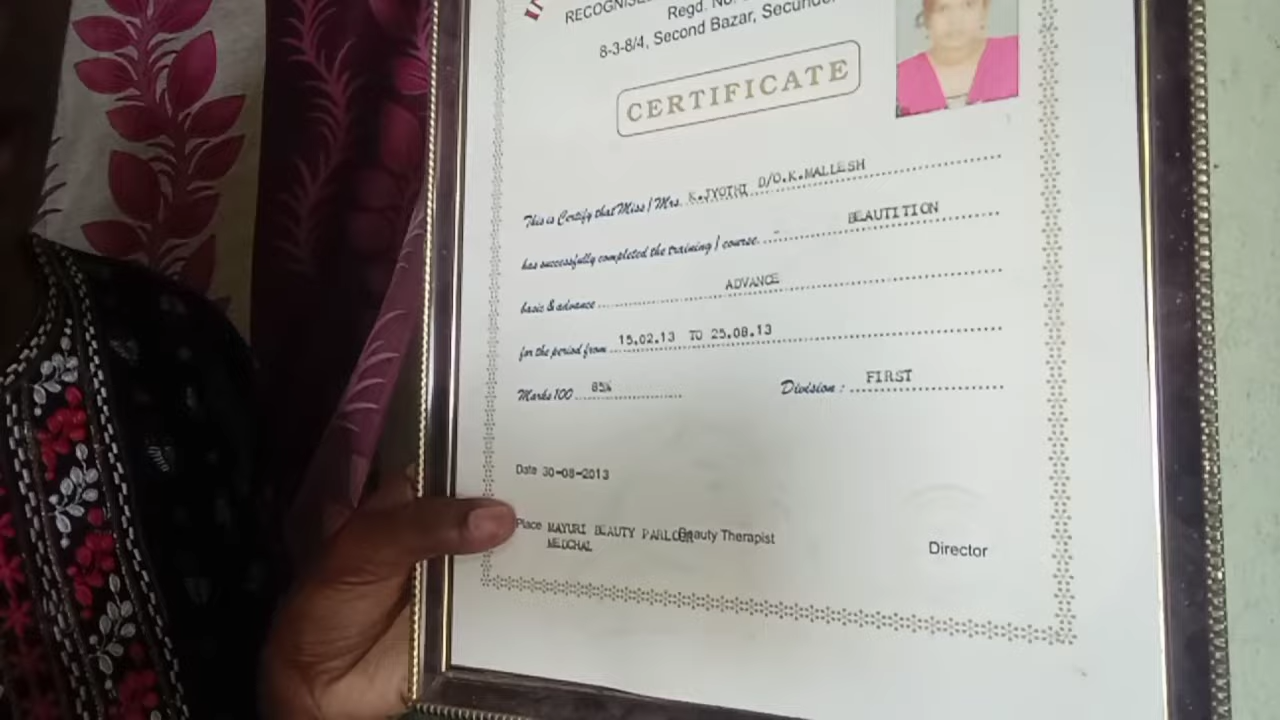 RECOGNISE
Regd. No.
8-3-8/4, Second Bazar, Secunder
CERTIFICATE
This is Certify that Miss / Mrs. K.JYOTHI D/O.K.MALLESH
has successfully completed the training / course BEAUTITION
basic & advance ADVANCE
for the period from 15.02.13 TO 25.08.13
Marks 100 85% Division : FIRST
Date 30-08-2013
Place MAYURI BEAUTY PARLOUR Beauty Therapist
MEDCHAL
Director